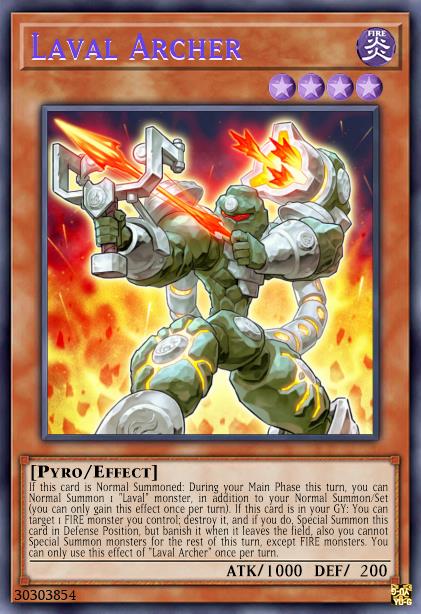 LAVAL ARCHER
FIRE
炎
[PYRO/EFFECT]
If this card is Normal Summoned: During your Main Phase this turn, you can
Normal Summon 1 "Laval" monster, in addition to your Normal Summon/Set
(you can only gain this effect once per turn). If this card is in your GY: You can
target 1 FIRE monster you control; destroy it, and if you do, Special Summon this
card in Defense Position, but banish it when it leaves the field, also you cannot
Special Summon monsters for the rest of this turn, except FIRE monsters. You
can only use this effect of "Laval Archer" once per turn.
ATK/1000 DEF/ 200
30303854